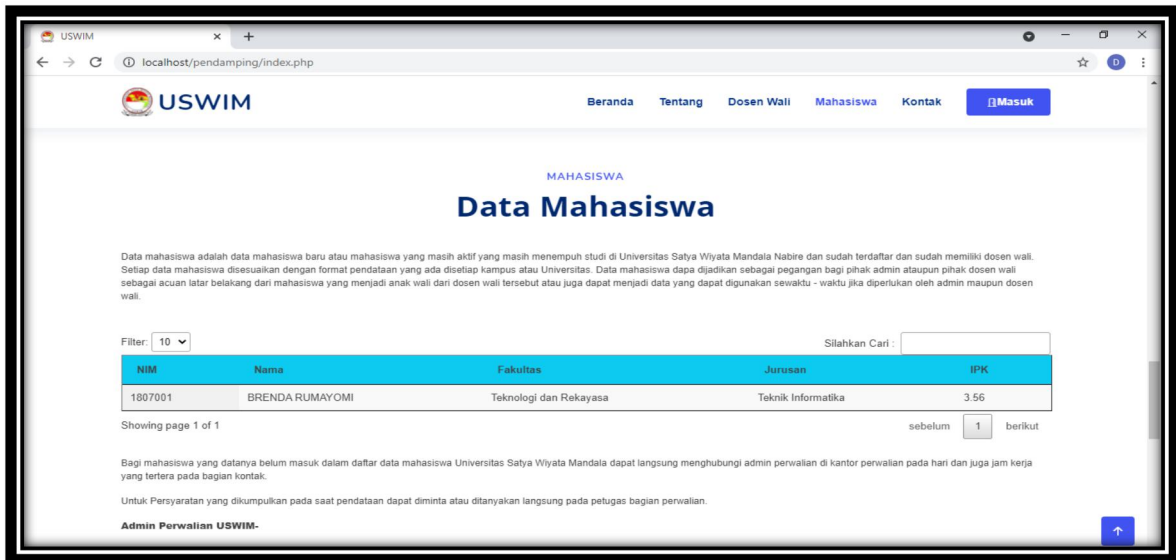 USWIM
localhost/pendamping/index.php
D
USWIM
Beranda Tentang Dosen Wali Mahasiswa Kontak Masuk
MAHASISWA
Data Mahasiswa
Data mahasiswa adalah data mahasiswa baru atau mahasiswa yang masih aktif yang masih menempuh studi di Universitas Satya Wiyata Mandala Nabire dan sudah terdaftar dan sudah memiliki dosen wali.
Setiap data mahasiswa disesuaikan dengan format pendataan yang ada disetiap kampus atau Universitas. Data mahasiswa dapa dijadikan sebagai pegangan bagi pihak admin ataupun pihak dosen wali
sebagai acuan latar belakang dari mahasiswa yang menjadi anak wali dari dosen wali tersebut atau juga dapat menjadi data yang dapat digunakan sewaktu - waktu jika diperlukan oleh admin maupun dosen
wali.
Filter: 10 Silahkan Cari :
NIM Nama Fakultas Jurusan IPK
1807001 BRENDA RUMAYOMI Teknologi dan Rekayasa Teknik Informatika 3.56
Showing page 1 of 1 sebelum 1 berikut
Bagi mahasiswa yang datanya belum masuk dalam daftar data mahasiswa Universitas Satya Wiyata Mandala dapat langsung menghubungi admin perwalian di kantor perwalian pada hari dan juga jam kerja
yang tertera pada bagian kontak.
Untuk Persyaratan yang dikumpulkan pada saat pendataan dapat diminta atau ditanyakan langsung pada petugas bagian perwalian.
Admin Perwalian USWIM-